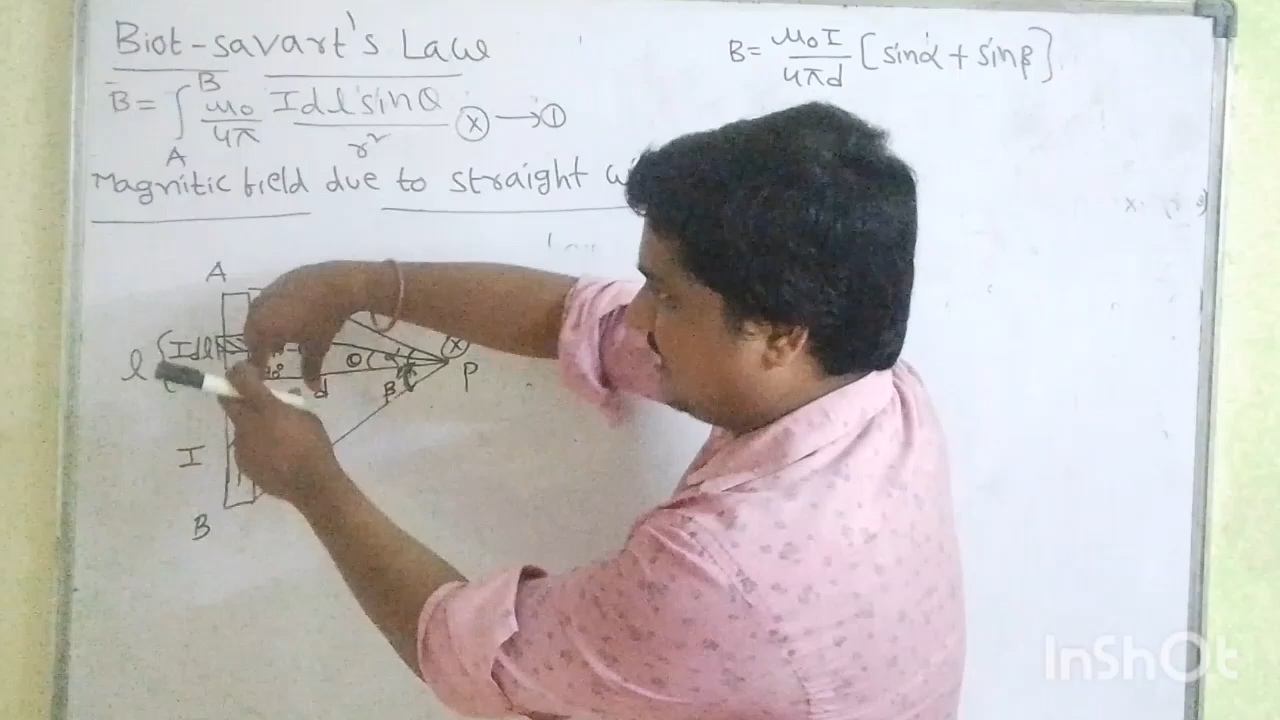 Biot-savart's Law
B = ∫_A^B μ0/4π Idl sinθ/r² ⓧ → ①
B = μ0I/4πd [sinα + sinβ]
Magnitic field due to straight
A
l { Idl
θ α
ⓧ
P
90°
d
β
I
B
InShOt